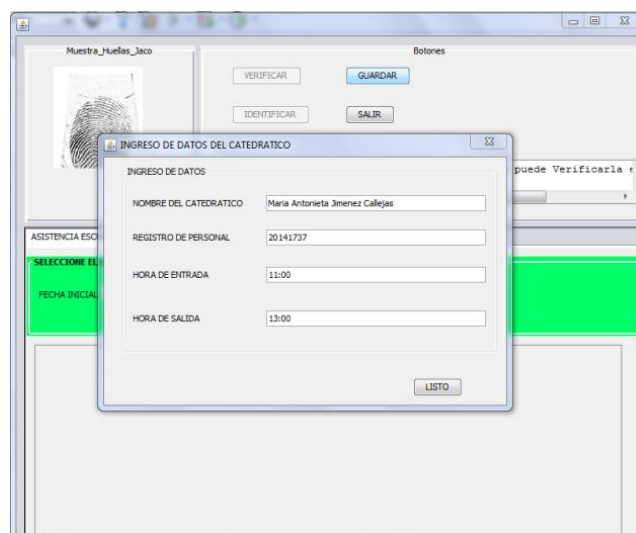 Muestra_Huellas_Jaco
Botones
VERIFICAR
GUARDAR
IDENTIFICAR
SALIR
puede Verificarla e
INGRESO DE DATOS DEL CATEDRATICO
INGRESO DE DATOS
NOMBRE DEL CATEDRATICO
Maria Antonieta Jimenez Callejas
REGISTRO DE PERSONAL
20141737
HORA DE ENTRADA
11:00
HORA DE SALIDA
13:00
LISTO
ASISTENCIA ESC
SELECCIONE EL
FECHA INICIAL